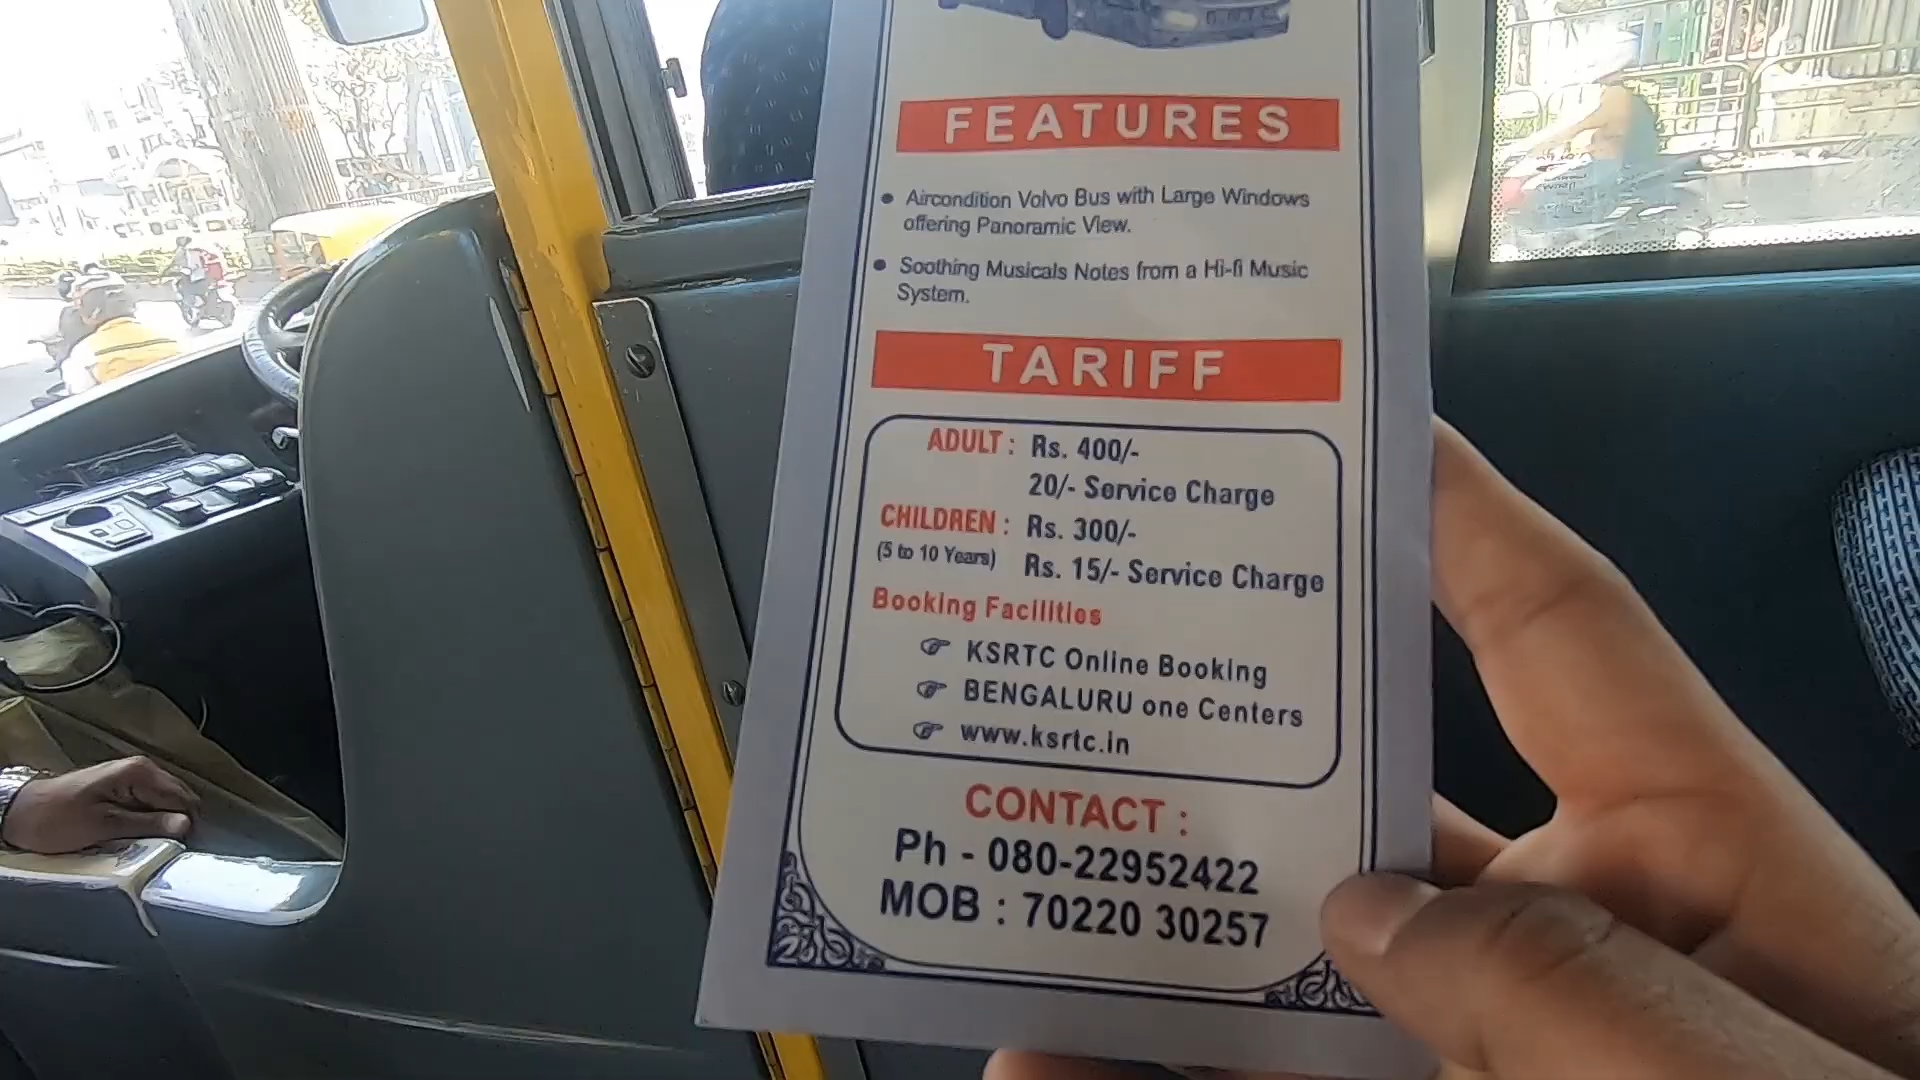 FEATURES
• Aircondition Volvo Bus with Large Windows
offering Panoramic View.
• Soothing Musicals Notes from a Hi-fi Music
System.
TARIFF
ADULT : Rs. 400/-
20/- Service Charge
CHILDREN : Rs. 300/-
(5 to 10 Years) Rs. 15/- Service Charge
Booking Facilities
☞ KSRTC Online Booking
☞ BENGALURU one Centers
☞ www.ksrtc.in
CONTACT :
Ph - 080-22952422
MOB : 70220 30257